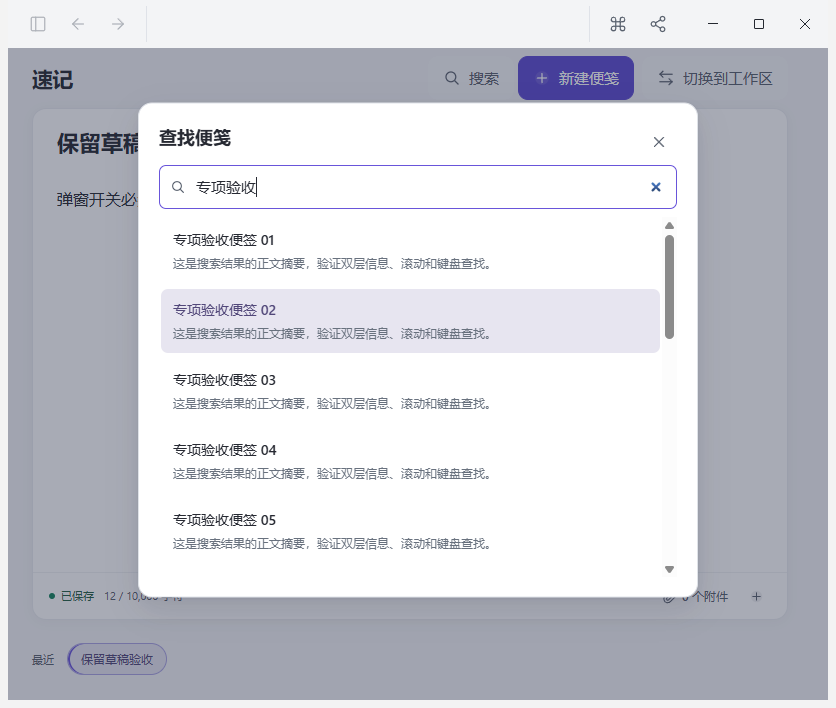 速记
搜索
+ 新建便笺
切换到工作区
保留草稿
查找便笺
弹窗开关必
专项验收
专项验收便签 01
这是搜索结果的正文摘要，验证双层信息、滚动和键盘查找。
专项验收便签 02
这是搜索结果的正文摘要，验证双层信息、滚动和键盘查找。
专项验收便签 03
这是搜索结果的正文摘要，验证双层信息、滚动和键盘查找。
专项验收便签 04
这是搜索结果的正文摘要，验证双层信息、滚动和键盘查找。
专项验收便签 05
这是搜索结果的正文摘要，验证双层信息、滚动和键盘查找。
已保存 12 / 10,000 字符
个附件 +
最近 保留草稿验收